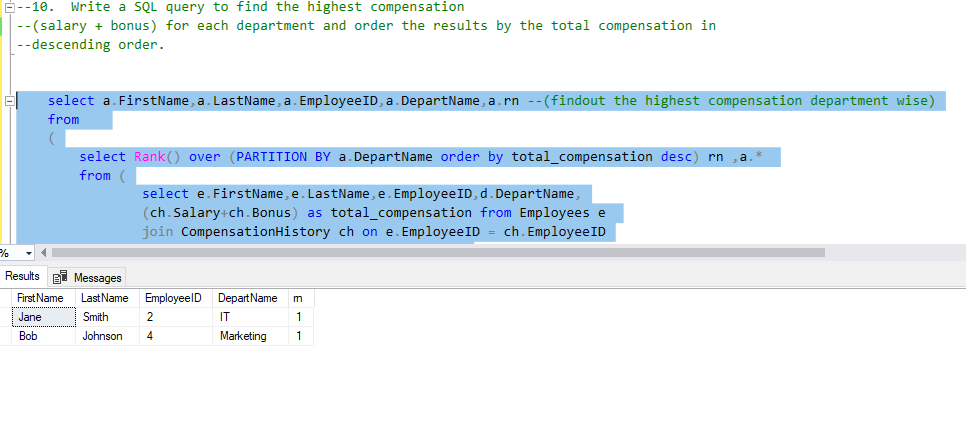 --10.  Write a SQL query to find the highest compensation
--(salary + bonus) for each department and order the results by the total compensation in
--descending order.
select a.FirstName,a.LastName,a.EmployeeID,a.DepartName,a.rn --(findout the highest compensation department wise)
from
(
select Rank() over (PARTITION BY a.DepartName order by total_compensation desc) rn ,a.*
from (
select e.FirstName,e.LastName,e.EmployeeID,d.DepartName,
(ch.Salary+ch.Bonus) as total_compensation from Employees e
join CompensationHistory ch on e.EmployeeID = ch.EmployeeID
%
Results Messages
FirstName LastName EmployeeID DepartName rn
Jane Smith 2 IT 1
Bob Johnson 4 Marketing 1